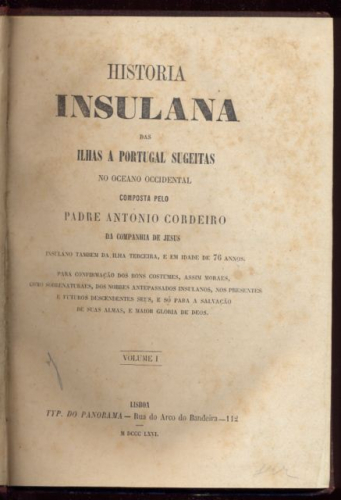 HISTORIA
INSULANA
DAS
ILHAS A PORTUGAL SUGEITAS
NO OCEANO OCCIDENTAL
COMPOSTA PELO
PADRE ANTONIO CORDEIRO
DA COMPANHIA DE JESUS
INSULANO TAMBEM DA ILHA TERCEIRA, E EM IDADE DE 76 ANNOS.
PARA CONFIRMAÇÃO DOS BONS COSTUMES, ASSIM MORAES,
COMO SOBRENATURAES, DOS NOBRES ANTEPASSADOS INSULANOS, NOS PRESENTES
E FUTUROS DESCENDENTES SEUS, E SÓ PARA A SALVAÇÃO
DE SUAS ALMAS, E MAIOR GLORIA DE DEOS.
VOLUME I
LISBOA
TYP. DO PANORAMA — Rua do Arco do Bandeira — 112
M DCCC LXVI.